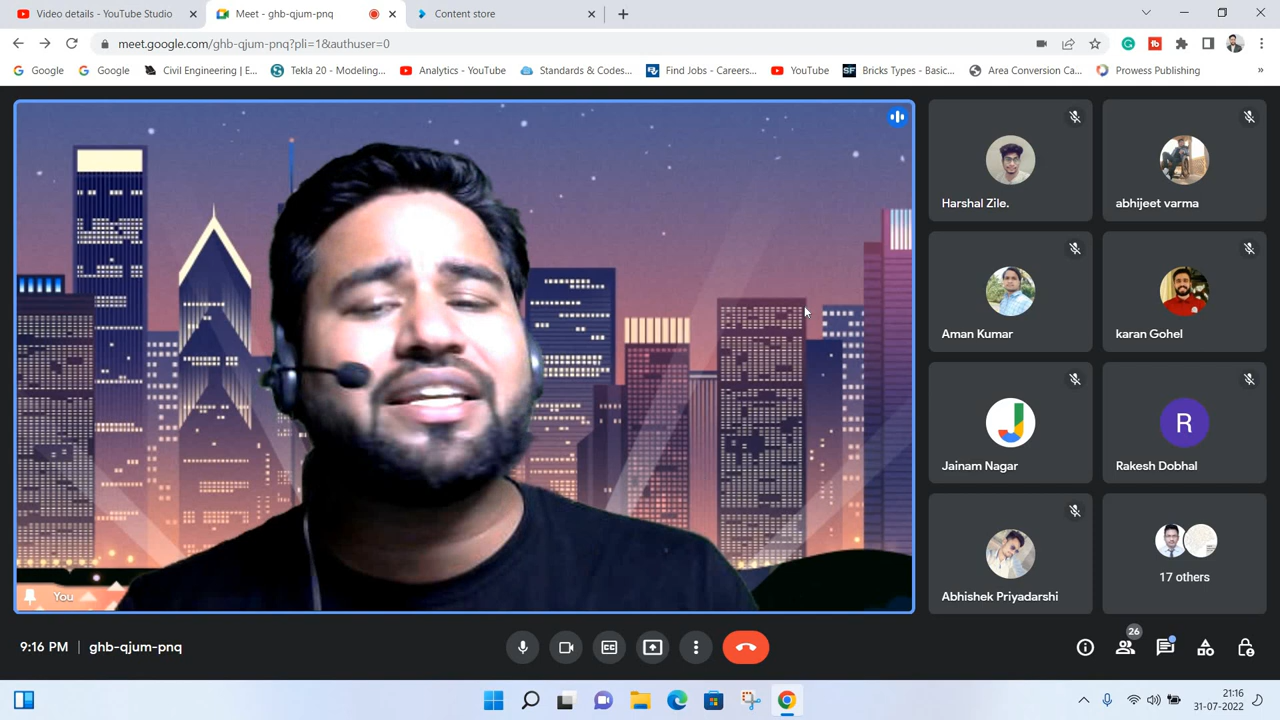 Video details - YouTube Studio
Meet - ghb-qjum-pnq
Content store
meet.google.com/ghb-qjum-pnq?pli=1&authuser=0
Google
Google
Civil Engineering | E...
Tekla 20 - Modeling...
Analytics - YouTube
Standards & Codes...
Find Jobs - Careers...
YouTube
SF
Bricks Types - Basic...
Area Conversion Ca...
Prowess Publishing
»
Harshal Zile.
abhijeet varma
Aman Kumar
karan Gohel
J
Jainam Nagar
R
Rakesh Dobhal
Abhishek Priyadarshi
17 others
You
9:16 PM | ghb-qjum-pnq
CC
26
21:16
31-07-2022